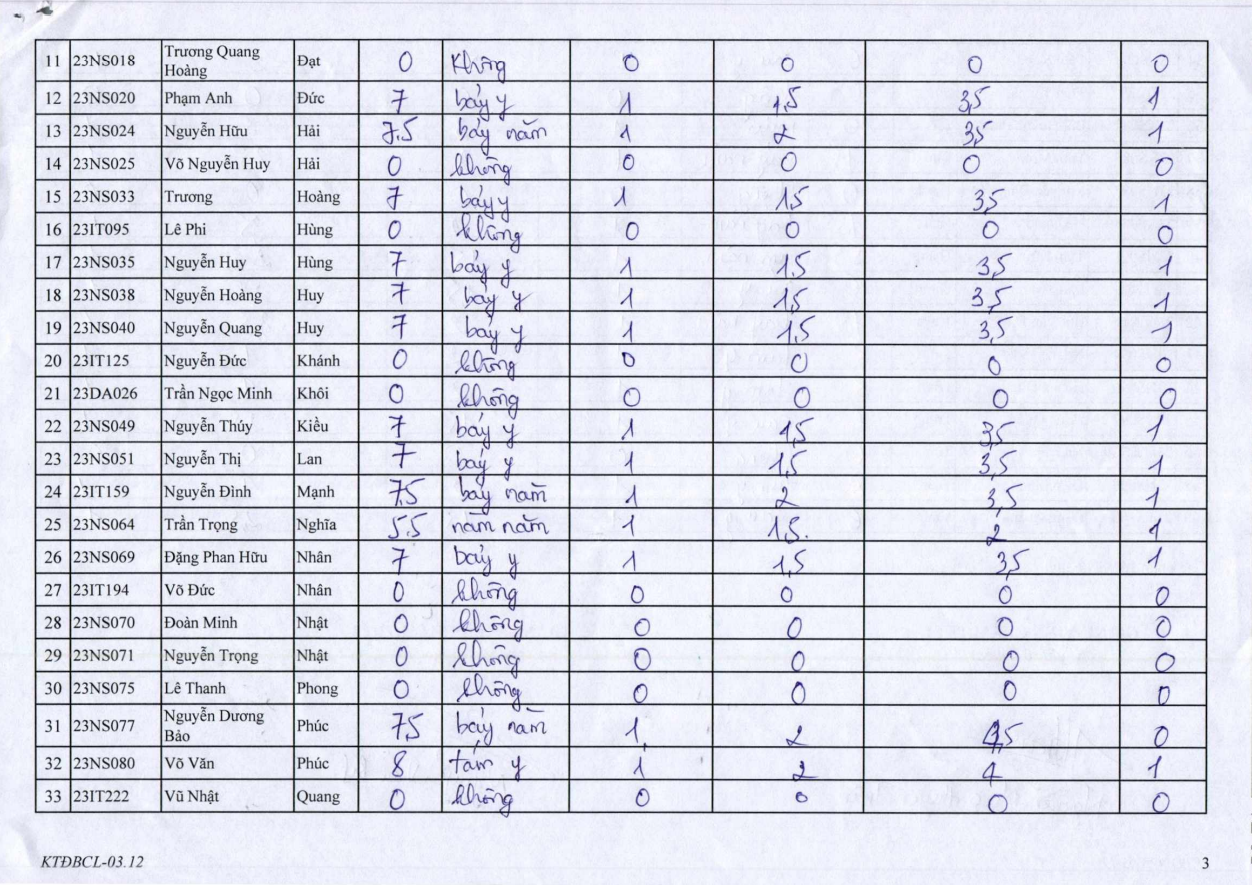 11 23NS018 Trương Quang Hoàng Đạt 0 Không 0 0 0 0
12 23NS020 Phạm Anh Đức 7 bảy y 1 1,5 3,5 1
13 23NS024 Nguyễn Hữu Hải 7.5 bảy năm 1 2 3,5 1
14 23NS025 Võ Nguyễn Huy Hải 0 không 0 0 0 0
15 23NS033 Trương Hoàng 7 bảy y 1 1,5 3,5 1
16 23IT095 Lê Phi Hùng 0 không 0 0 0 0
17 23NS035 Nguyễn Huy Hùng 7 bảy y 1 1,5 3,5 1
18 23NS038 Nguyễn Hoàng Huy 7 bảy y 1 1,5 3,5 1
19 23NS040 Nguyễn Quang Huy 7 bảy y 1 1,5 3,5 1
20 23IT125 Nguyễn Đức Khánh 0 không 0 0 0 0
21 23DA026 Trần Ngọc Minh Khôi 0 không 0 0 0 0
22 23NS049 Nguyễn Thúy Kiều 7 bảy y 1 1,5 3,5 1
23 23NS051 Nguyễn Thị Lan 7 bảy y 1 1,5 3,5 1
24 23IT159 Nguyễn Đình Mạnh 7,5 bảy năm 1 2 3,5 1
25 23NS064 Trần Trọng Nghĩa 5.5 năm năm 1 1,5. 2 1
26 23NS069 Đặng Phan Hữu Nhân 7 bảy y 1 1,5 3,5 1
27 23IT194 Võ Đức Nhân 0 không 0 0 0 0
28 23NS070 Đoàn Minh Nhật 0 không 0 0 0 0
29 23NS071 Nguyễn Trọng Nhật 0 không 0 0 0 0
30 23NS075 Lê Thanh Phong 0 không 0 0 0 0
31 23NS077 Nguyễn Dương Bảo Phúc 7,5 bảy năm 1 2 4,5 0
32 23NS080 Võ Văn Phúc 8 tám y 1 2 4 1
33 23IT222 Vũ Nhật Quang 0 không 0 0 0 0
KTĐBCL-03.12 3